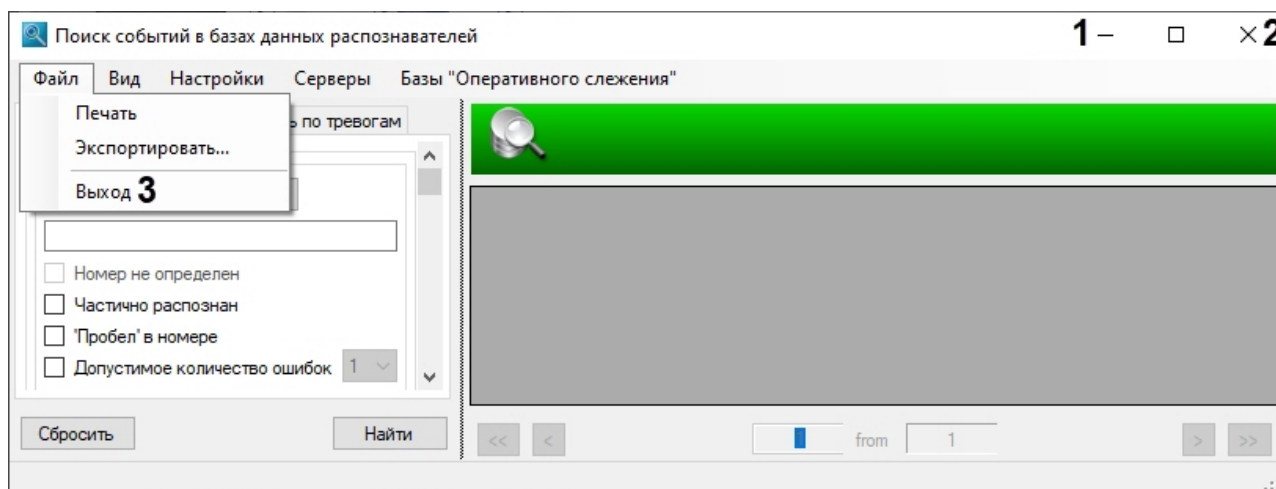 Поиск событий в базах данных распознавателей 1 2
Файл Вид Настройки Серверы Базы "Оперативного слежения"
Печать
по тревогам
Экспортировать...
Выход 3
Номер не определен
Частично распознан
'Пробел' в номере
Допустимое количество ошибок 1
Сбросить Найти << < from 1 > >>